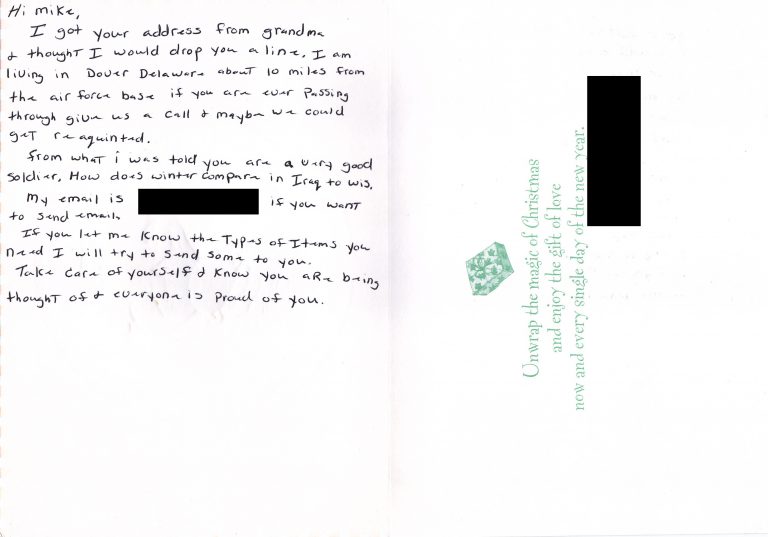 Hi mike,
I got your address from grandma
& thought I would drop you a line. I am
living in Dover Delaware about 10 miles from
the air force base if you are ever passing
through give us a call & maybe we could
get reaquinted.
From what i was told you are a very good
soldier. How does winter compare in Iraq to wis.
My email is
if you want
to send email.
If you let me know the Types of Items you
need I will try to send some to you.
Take care of yourself & know you are being
thought of & everyone is proud of you.
Unwrap the magic of Christmas
and enjoy the gift of love
now and every single day of the new year.